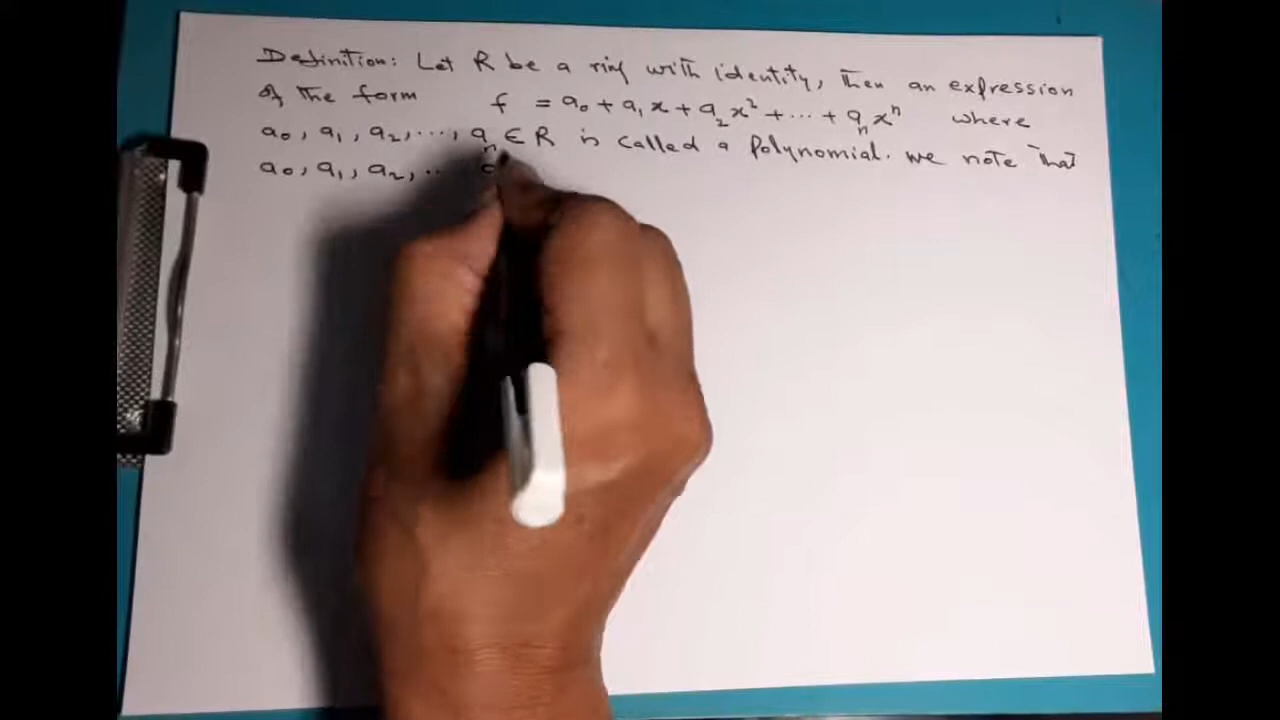 Definition: Let R be a ring with identity, then an expression
of the form f = a₀ + a₁x + a₂x² + ... + aₙxⁿ where
a₀, a₁, a₂, ..., aₙ ∈ R is called a polynomial. we note that
a₀, a₁, a₂, ...